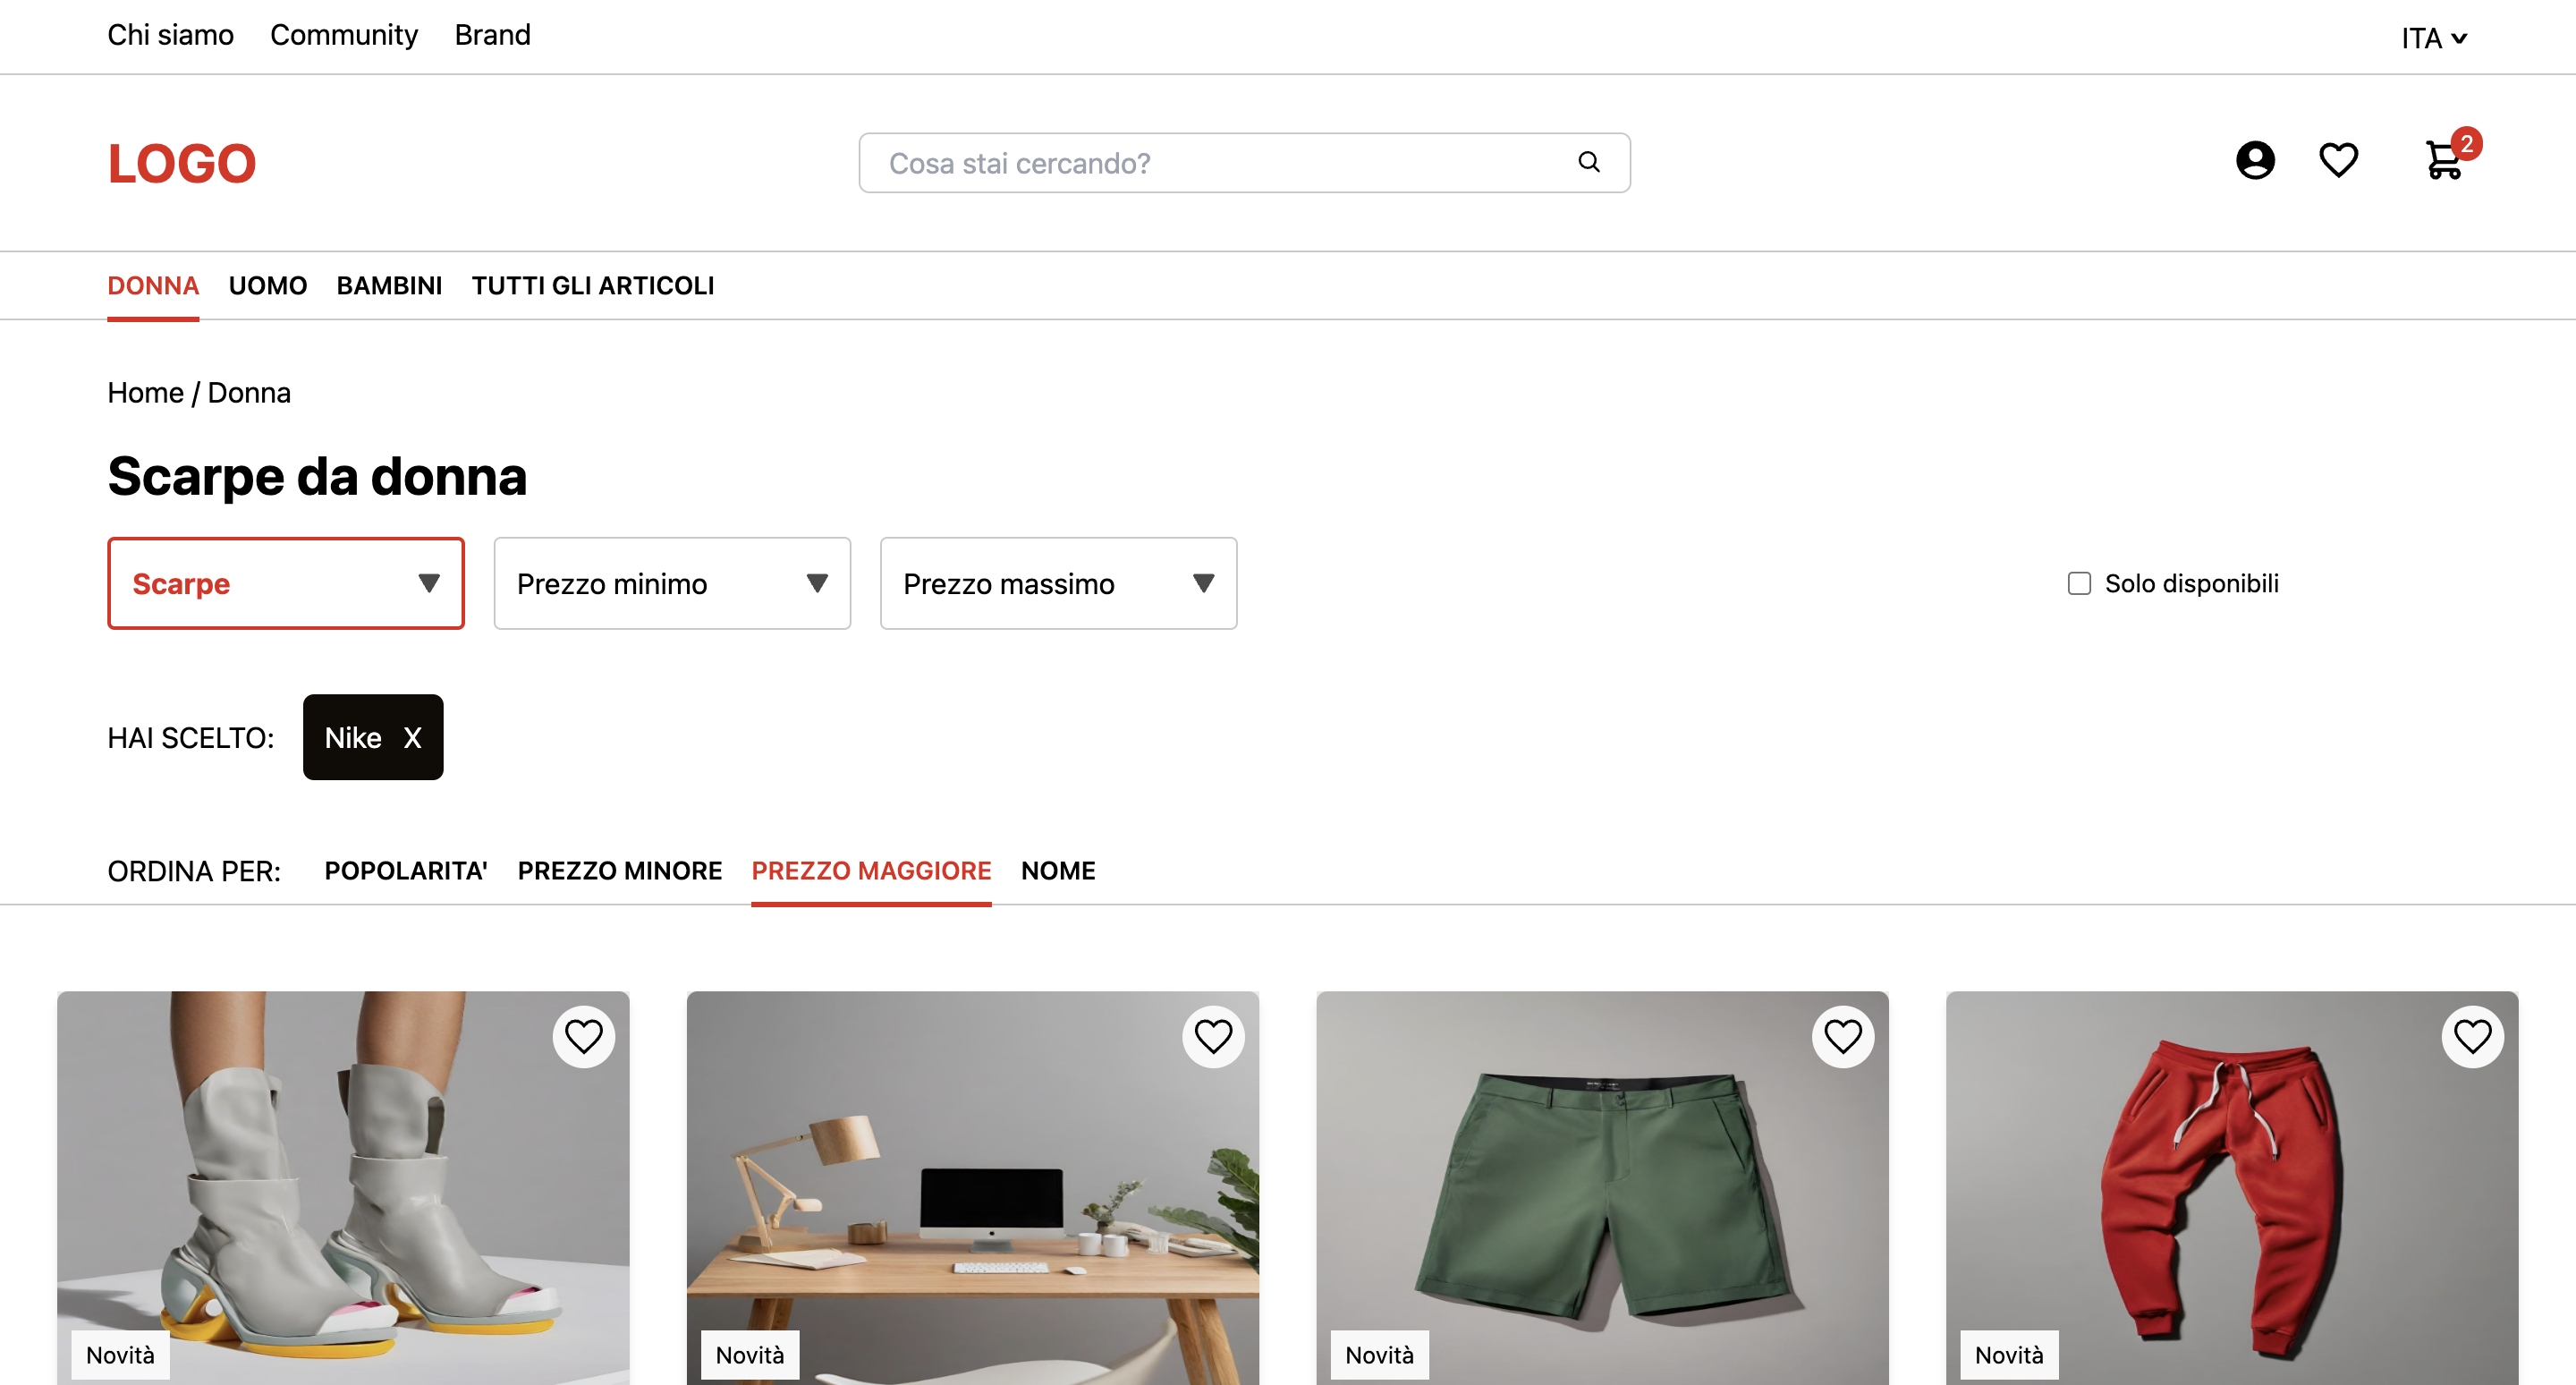 Chi siamo Community Brand ITA
LOGO Cosa stai cercando? 2
DONNA UOMO BAMBINI TUTTI GLI ARTICOLI
Home / Donna
Scarpe da donna
Scarpe Prezzo minimo Prezzo massimo Solo disponibili
HAI SCELTO: Nike X
ORDINA PER: POPOLARITA' PREZZO MINORE PREZZO MAGGIORE NOME
Novità Novità Novità Novità